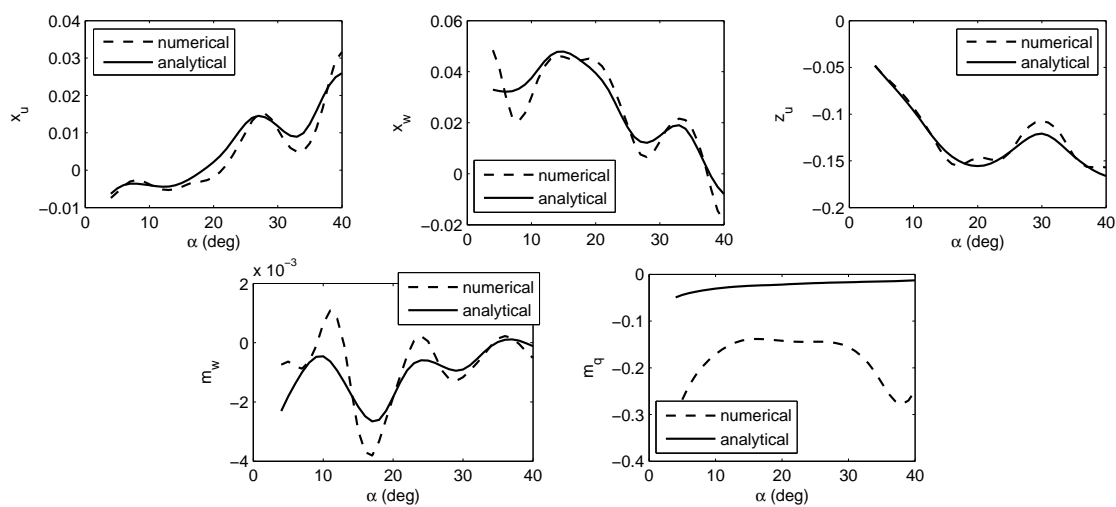 0.04
0.03
0.02
0.01
0
−0.01
x_u
numerical
analytical
0 10 20 30 40
α (deg)
0.06
0.04
0.02
0
−0.02
x_w
numerical
analytical
0 10 20 30 40
α (deg)
0
−0.05
−0.1
−0.15
−0.2
z_u
numerical
analytical
0 10 20 30 40
α (deg)
x 10⁻³
2
0
−2
−4
m_w
numerical
analytical
0 10 20 30 40
α (deg)
0
−0.1
−0.2
−0.3
−0.4
m_q
numerical
analytical
0 10 20 30 40
α (deg)